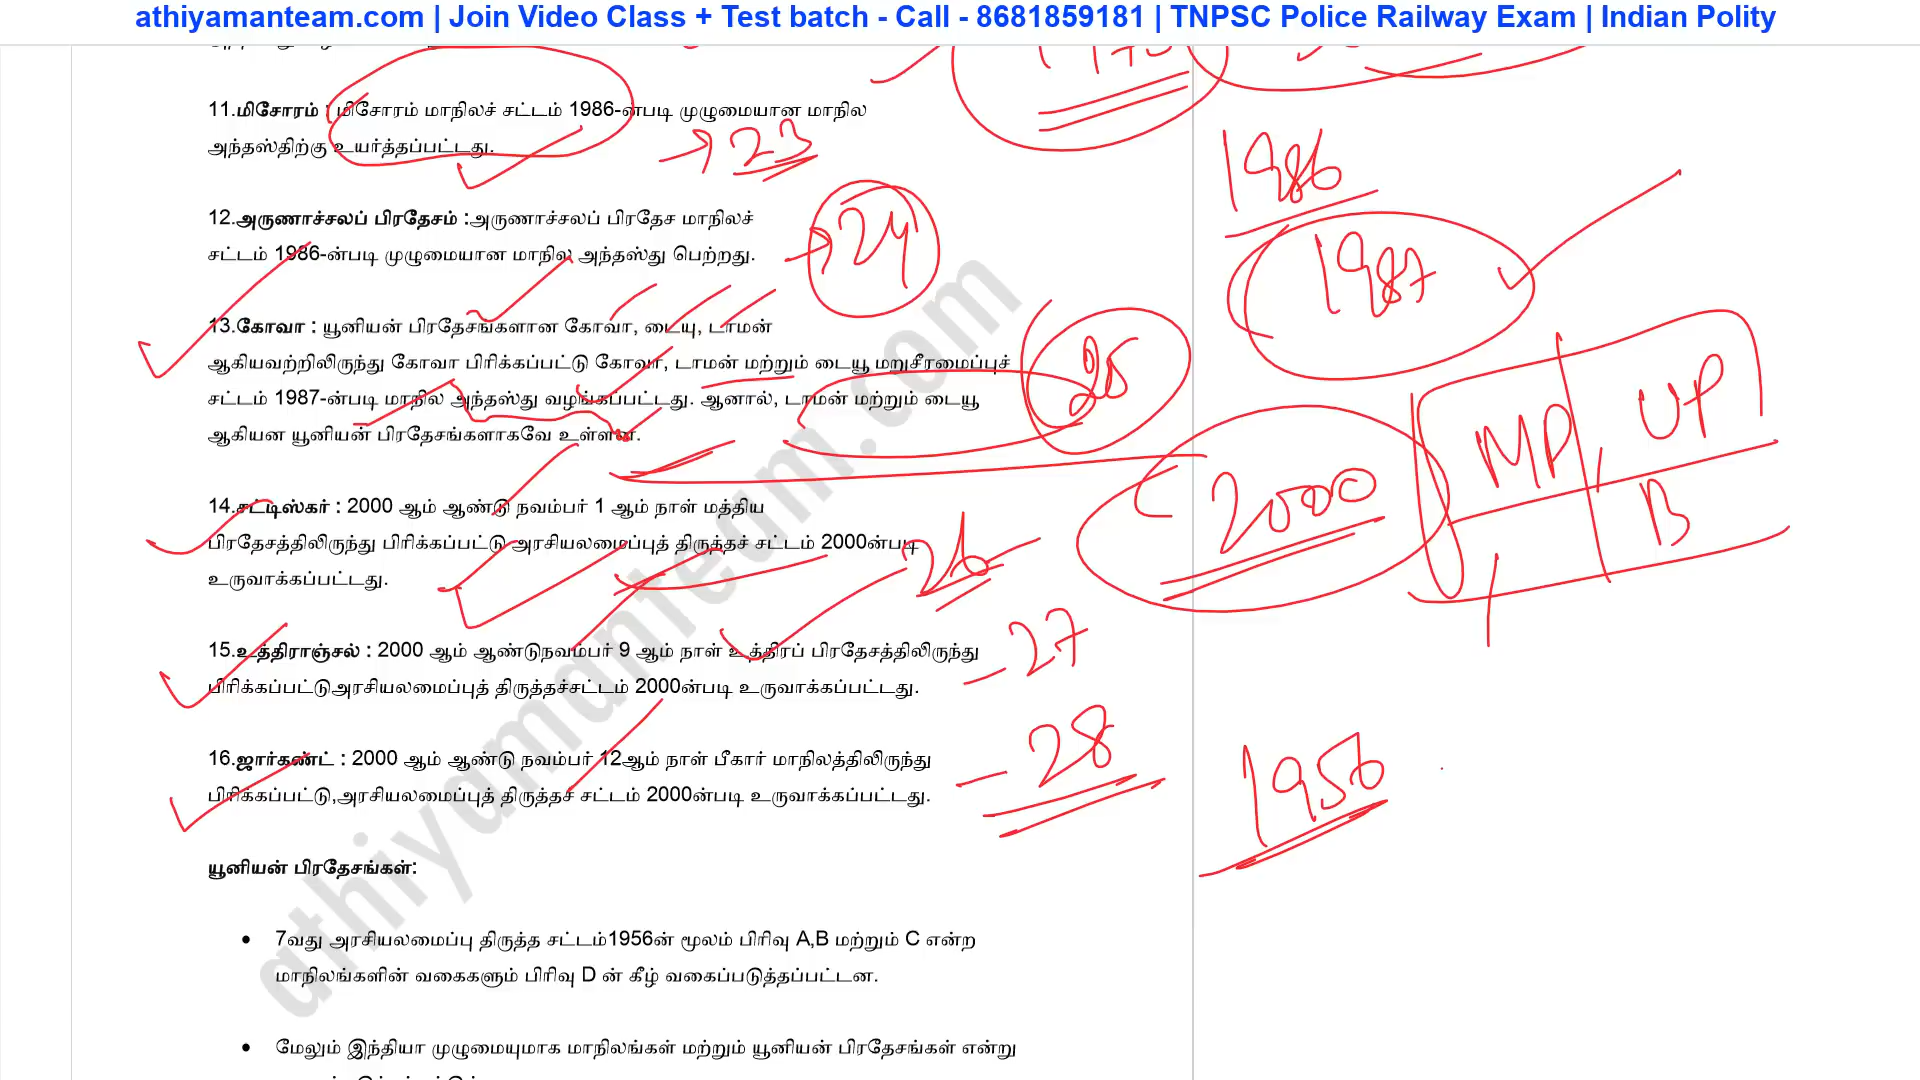 athiyamanteam.com | Join Video Class + Test batch - Call - 8681859181 | TNPSC Police Railway Exam | Indian Polity
11.மிசோரம் : மிசோரம் மாநிலச் சட்டம் 1986-ன்படி முழுமையான மாநில
அந்தஸ்திற்கு உயர்த்தப்பட்டது.
→ 23
1986
12.அருணாச்சலப் பிரதேசம் :அருணாச்சலப் பிரதேச மாநிலச்
சட்டம் 1986-ன்படி முழுமையான மாநில அந்தஸ்து பெற்றது.
→ 24
1987
13.கோவா : யூனியன் பிரதேசங்களான கோவா, டையு, டாமன்
ஆகியவற்றிலிருந்து கோவா பிரிக்கப்பட்டு கோவா, டாமன் மற்றும் டையூ மறுசீரமைப்புச்
சட்டம் 1987-ன்படி மாநில அந்தஸ்து வழங்கப்பட்டது. ஆனால், டாமன் மற்றும் டையூ
ஆகியன யூனியன் பிரதேசங்களாகவே உள்ளன.
25
MP, UP
B
2000
14.சட்டிஸ்கர் : 2000 ஆம் ஆண்டு நவம்பர் 1 ஆம் நாள் மத்திய
பிரதேசத்திலிருந்து பிரிக்கப்பட்டு அரசியலமைப்புத் திருத்தச் சட்டம் 2000ன்படி
உருவாக்கப்பட்டது.
26
15.உத்திராஞ்சல் : 2000 ஆம் ஆண்டுநவம்பர் 9 ஆம் நாள் உத்திரப் பிரதேசத்திலிருந்து
பிரிக்கப்பட்டுஅரசியலமைப்புத் திருத்தச்சட்டம் 2000ன்படி உருவாக்கப்பட்டது.
- 27
16.ஜார்கண்ட் : 2000 ஆம் ஆண்டு நவம்பர் 12ஆம் நாள் பீகார் மாநிலத்திலிருந்து
பிரிக்கப்பட்டு,அரசியலமைப்புத் திருத்தச் சட்டம் 2000ன்படி உருவாக்கப்பட்டது.
- 28
1956
யூனியன் பிரதேசங்கள்:
• 7வது அரசியலமைப்பு திருத்த சட்டம்1956ன் மூலம் பிரிவு A,B மற்றும் C என்ற
மாநிலங்களின் வகைகளும் பிரிவு D ன் கீழ் வகைப்படுத்தப்பட்டன.
• மேலும் இந்தியா முழுமையுமாக மாநிலங்கள் மற்றும் யூனியன் பிரதேசங்கள் என்று
athiyamanteam.com